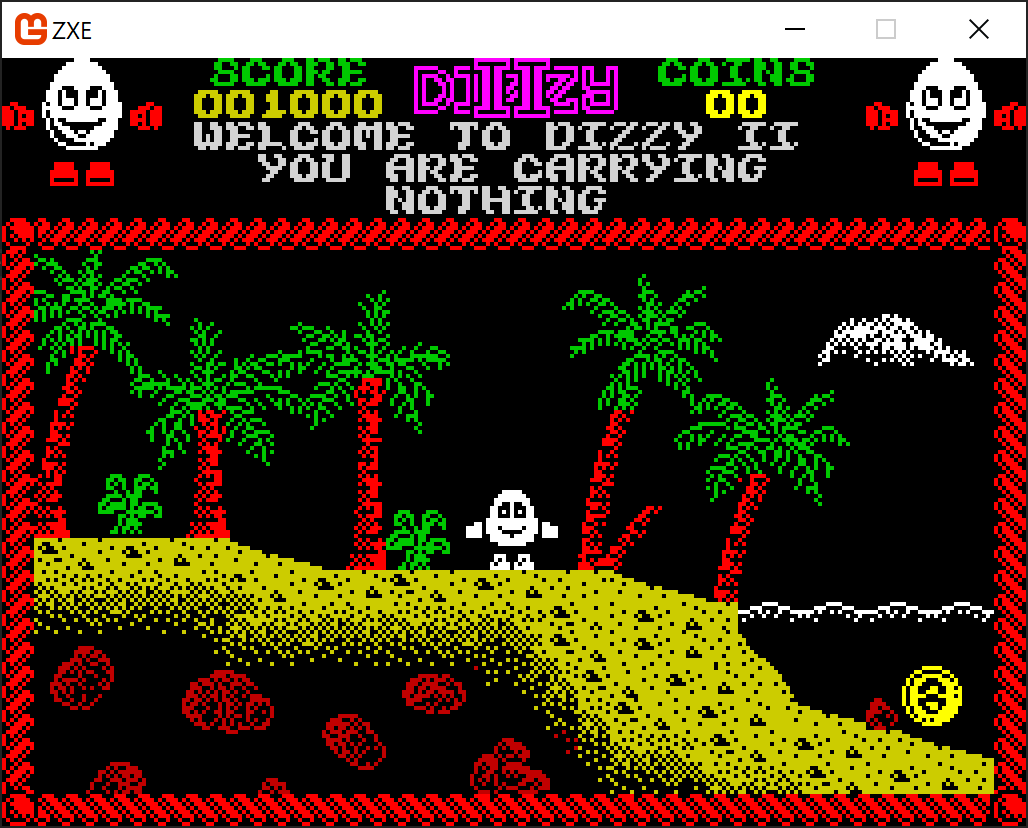 ZXE
SCORE DIZZY COINS
001000 00
WELCOME TO DIZZY II
YOU ARE CARRYING
NOTHING